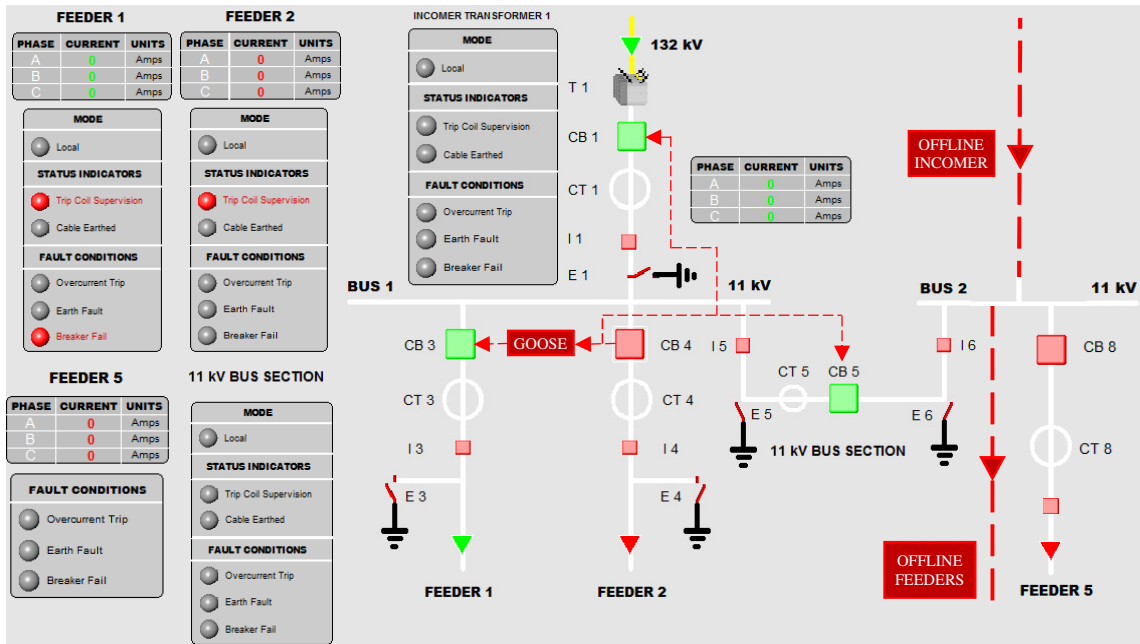 FEEDER 1
PHASE CURRENT UNITS
A 0 Amps
B 0 Amps
C 0 Amps
MODE
Local
STATUS INDICATORS
Trip Coil Supervision
Cable Earthed
FAULT CONDITIONS
Overcurrent Trip
Earth Fault
Breaker Fail
FEEDER 2
PHASE CURRENT UNITS
A 0 Amps
B 0 Amps
C 0 Amps
MODE
Local
STATUS INDICATORS
Trip Coil Supervision
Cable Earthed
FAULT CONDITIONS
Overcurrent Trip
Earth Fault
Breaker Fail
FEEDER 5
PHASE CURRENT UNITS
A 0 Amps
B 0 Amps
C 0 Amps
FAULT CONDITIONS
Overcurrent Trip
Earth Fault
Breaker Fail
11 kV BUS SECTION
MODE
Local
STATUS INDICATORS
Trip Coil Supervision
Cable Earthed
FAULT CONDITIONS
Overcurrent Trip
Earth Fault
Breaker Fail
INCOMER TRANSFORMER 1
MODE
Local
STATUS INDICATORS
Trip Coil Supervision
Cable Earthed
FAULT CONDITIONS
Overcurrent Trip
Earth Fault
Breaker Fail
132 kV
T 1
CB 1
CT 1
I 1
E 1
PHASE CURRENT UNITS
A 0 Amps
B 0 Amps
C 0 Amps
OFFLINE
INCOMER
BUS 1
11 kV
BUS 2
11 kV
CB 3
GOOSE
CB 4
I 5
CT 5
CB 5
I 6
CB 8
CT 3
CT 4
E 5
E 6
I 3
I 4
11 kV BUS SECTION
CT 8
E 3
E 4
OFFLINE
FEEDERS
FEEDER 1
FEEDER 2
FEEDER 5